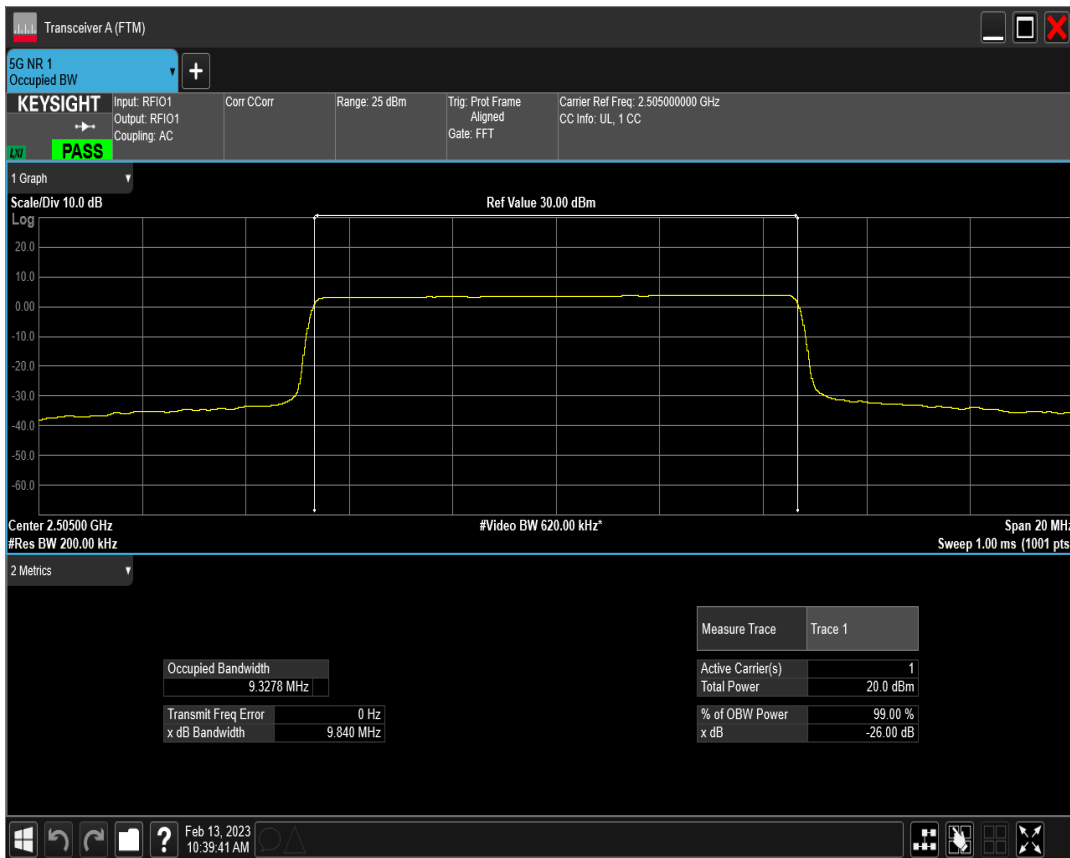 Transceiver A (FTM)
5G NR 1
Occupied BW
+
KEYSIGHT
LXI
PASS
Input: RFIO1
Output: RFIO1
Coupling: AC
Corr CCorr
Range: 25 dBm
Trig: Prot Frame
Aligned
Gate: FFT
Carrier Ref Freq: 2.505000000 GHz
CC Info: UL, 1 CC
1 Graph
Scale/Div 10.0 dB
Ref Value 30.00 dBm
Log
20.0
10.0
0.00
-10.0
-20.0
-30.0
-40.0
-50.0
-60.0
Center 2.50500 GHz
#Video BW 620.00 kHz*
Span 20 MHz
#Res BW 200.00 kHz
Sweep 1.00 ms (1001 pts
2 Metrics
Measure Trace Trace 1
Occupied Bandwidth
9.3278 MHz
Active Carrier(s) 1
Total Power 20.0 dBm
Transmit Freq Error 0 Hz
x dB Bandwidth 9.840 MHz
% of OBW Power 99.00 %
x dB -26.00 dB
?
Feb 13, 2023
10:39:41 AM